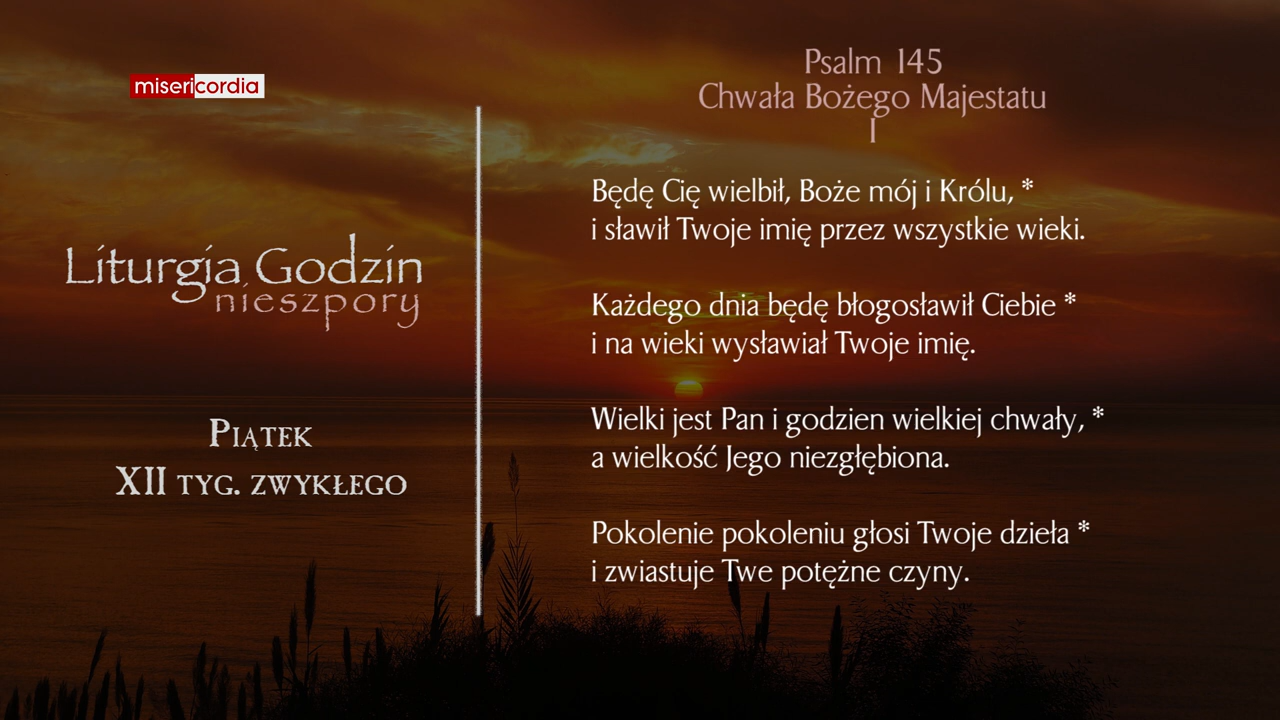 misericordia
Liturgia Godzin
nieszpory
Piątek
XII tyg. zwykłego
Psalm 145
Chwała Bożego Majestatu
I
Będę Cię wielbił, Boże mój i Królu, *
i sławił Twoje imię przez wszystkie wieki.
Każdego dnia będę błogosławił Ciebie *
i na wieki wysławiał Twoje imię.
Wielki jest Pan i godzien wielkiej chwały, *
a wielkość Jego niezgłębiona.
Pokolenie pokoleniu głosi Twoje dzieła *
i zwiastuje Twe potężne czyny.